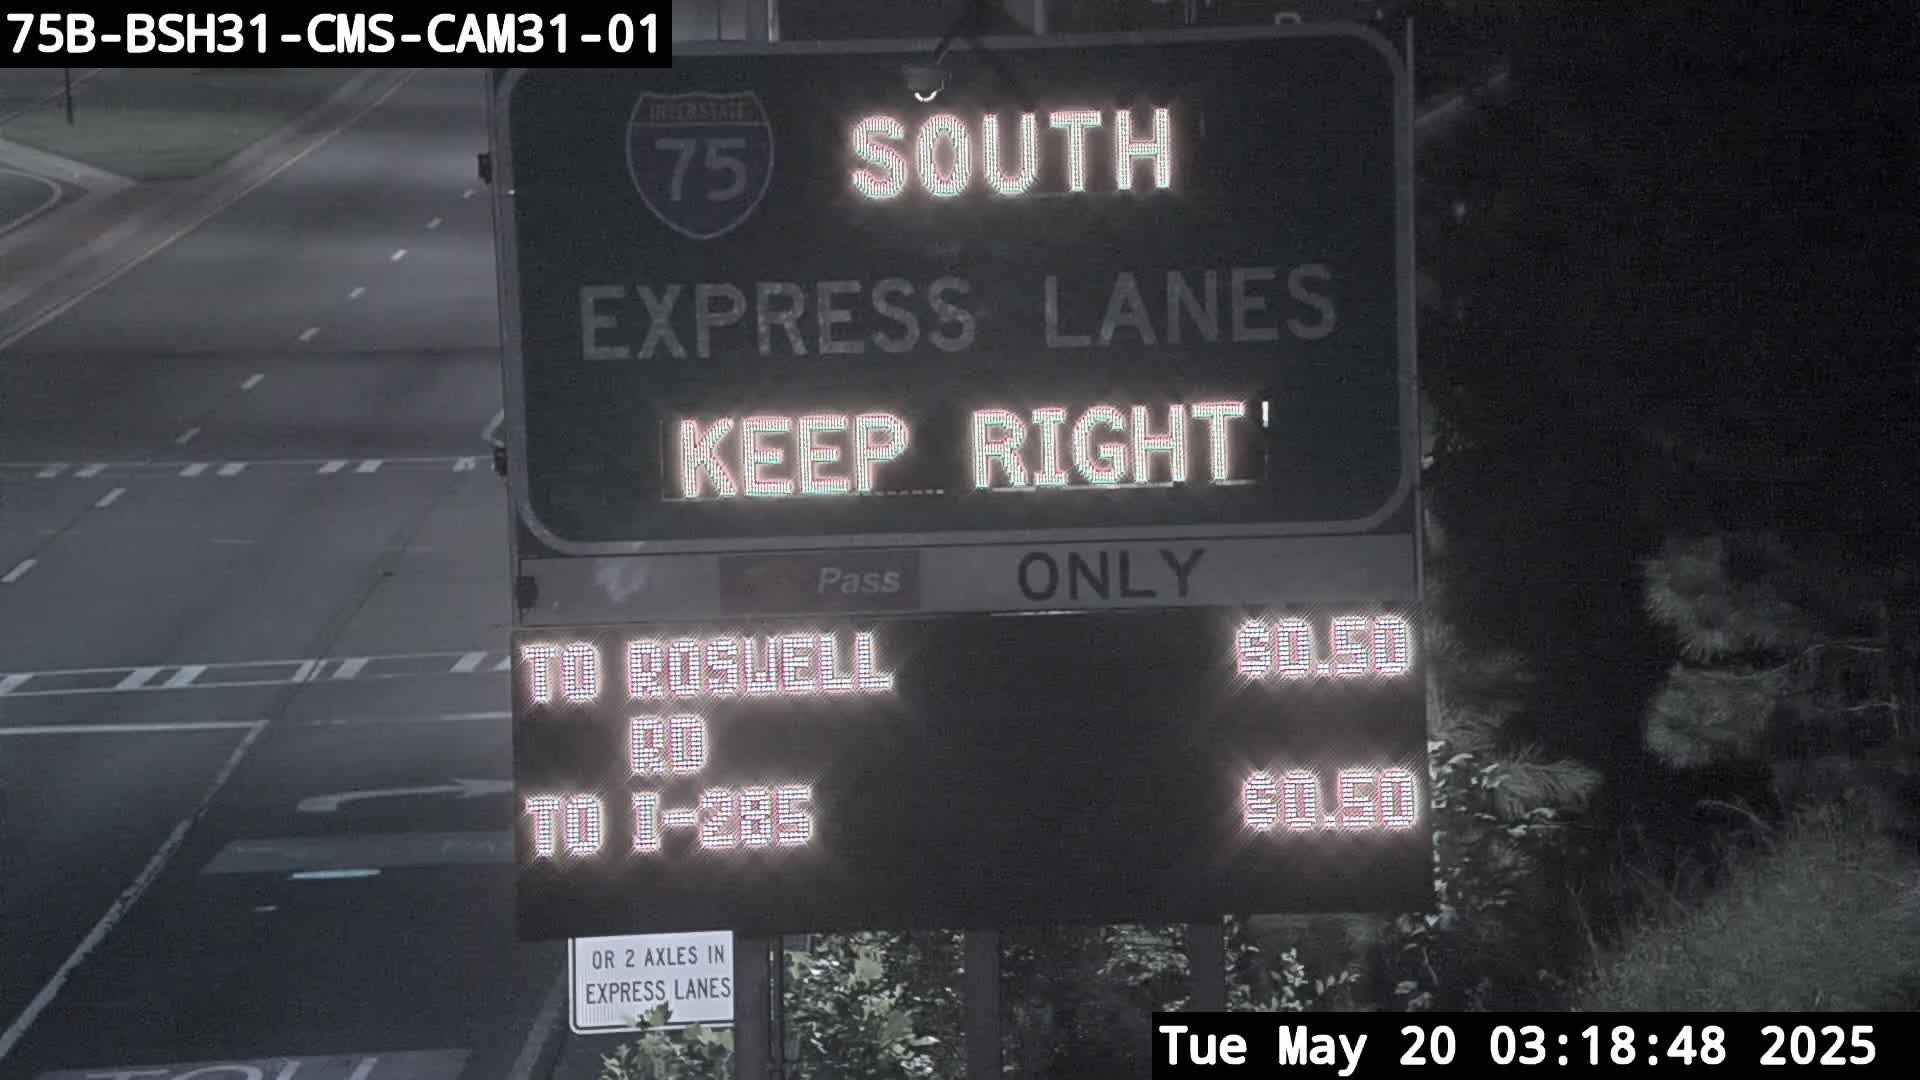 75B-BSH31-CMS-CAM31-01
INTERSTATE
75
SOUTH
EXPRESS LANES
KEEP RIGHT
Pass ONLY
TO ROSWELL $0.50
RD
TO I-285 $0.50
OR 2 AXLES IN
EXPRESS LANES
TOLL
Tue May 20 03:18:48 2025